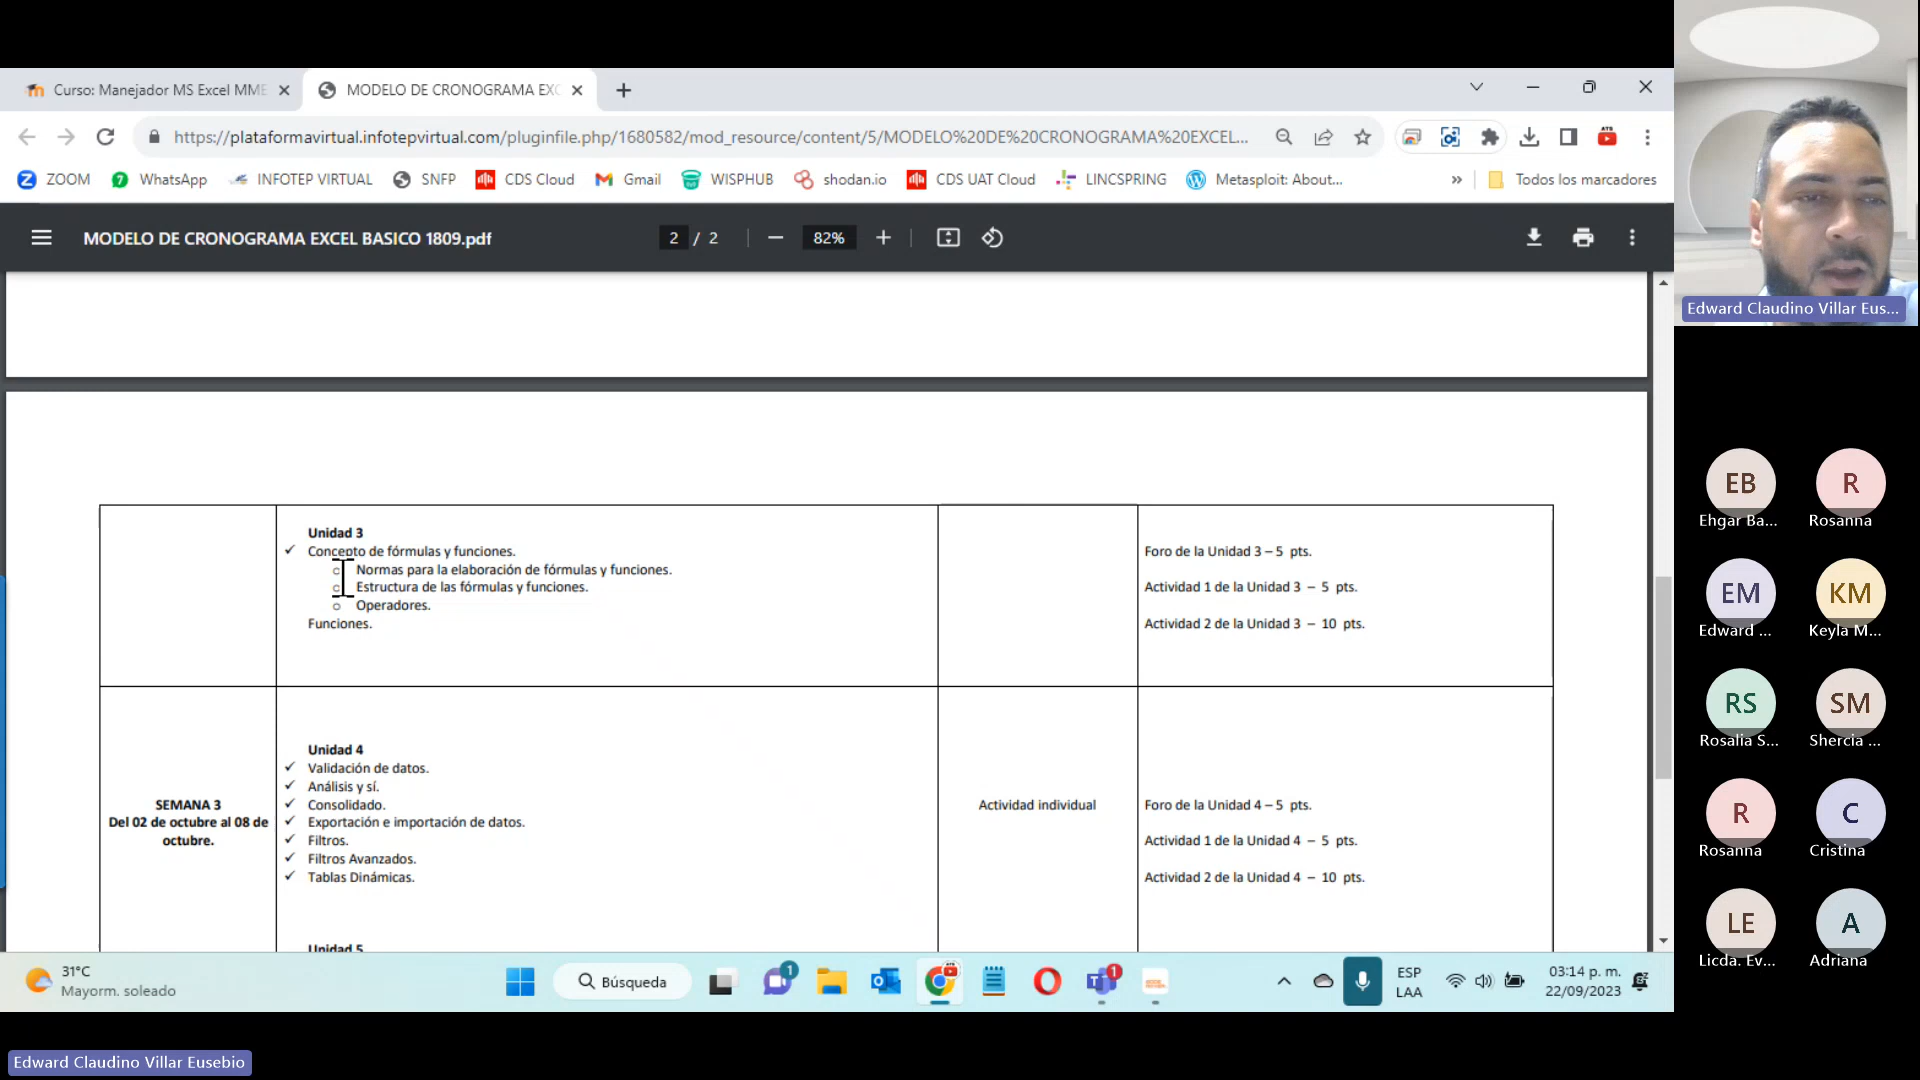 Curso: Manejador MS Excel MME
MODELO DE CRONOGRAMA EXC
https://plataformavirtual.infotepvirtual.com/pluginfile.php/1680582/mod_resource/content/5/MODELO%20DE%20CRONOGRAMA%20EXCEL...
ZOOM
WhatsApp
INFOTEP VIRTUAL
SNFP
CDS Cloud
Gmail
WISPHUB
shodan.io
CDS UAT Cloud
LINCSPRING
Metasploit: About...
»
Todos los marcadores
MODELO DE CRONOGRAMA EXCEL BASICO 1809.pdf
2 / 2
82%
Unidad 3
✓ Concepto de fórmulas y funciones.
o Normas para la elaboración de fórmulas y funciones.
o Estructura de las fórmulas y funciones.
o Operadores.
Funciones.
Foro de la Unidad 3 – 5 pts.
Actividad 1 de la Unidad 3 – 5 pts.
Actividad 2 de la Unidad 3 – 10 pts.
SEMANA 3
Del 02 de octubre al 08 de
octubre.
Unidad 4
✓ Validación de datos.
✓ Análisis y sí.
✓ Consolidado.
✓ Exportación e importación de datos.
✓ Filtros.
✓ Filtros Avanzados.
✓ Tablas Dinámicas.
Unidad 5
Actividad individual
Foro de la Unidad 4 – 5 pts.
Actividad 1 de la Unidad 4 – 5 pts.
Actividad 2 de la Unidad 4 – 10 pts.
31°C
Mayorm. soleado
Búsqueda
1
1
ESP
LAA
03:14 p. m.
22/09/2023
Edward Claudino Villar Eus...
EB
Ehgar Ba...
R
Rosanna
EM
Edward ...
KM
Keyla M...
RS
Rosalia S...
SM
Shercia ...
R
Rosanna
C
Cristina
LE
Licda. Ev...
A
Adriana
Edward Claudino Villar Eusebio